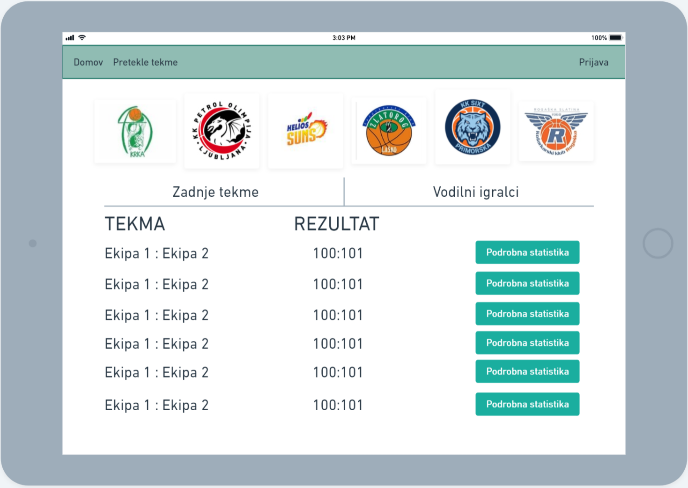 3:03 PM 100%
Domov Pretekle tekme Prijava
KRKA
KK PETROL OLIMPIJA
LJUBLJANA
HELIOS
SUNS
ZLATOROG
LAŠKO
KK SIXT
PRIMORSKA
ROGAŠKA SLATINA
R
Zadnje tekme Vodilni igralci
TEKMA REZULTAT
Ekipa 1 : Ekipa 2 100:101 Podrobna statistika
Ekipa 1 : Ekipa 2 100:101 Podrobna statistika
Ekipa 1 : Ekipa 2 100:101 Podrobna statistika
Ekipa 1 : Ekipa 2 100:101 Podrobna statistika
Ekipa 1 : Ekipa 2 100:101 Podrobna statistika
Ekipa 1 : Ekipa 2 100:101 Podrobna statistika